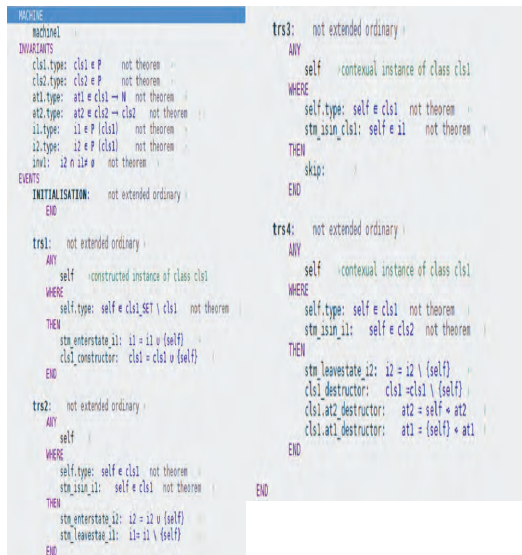 MACHINE
machine1
INVARIANTS
cls1.type: cls1 ∈ P not theorem
cls2.type: cls2 ∈ P not theorem
at1.type: at1 ∈ cls1 → N not theorem
at2.type: at2 ∈ cls2 → cls2 not theorem
i1.type: i1 ∈ P (cls1) not theorem
i2.type: i2 ∈ P (cls1) not theorem
inv1: i2 ∩ i1≠ ∅ not theorem
EVENTS
INITIALISATION: not extended ordinary
END
trs1: not extended ordinary
ANY
self constructed instance of class cls1
WHERE
self.type: self ∈ cls1_SET \ cls1 not theorem
THEN
stm_enterstate_i1: i1 = i1 ∪ {self}
cls1_constructor: cls1 = cls1 ∪ {self}
END
trs2: not extended ordinary
ANY
self
WHERE
self.type: self ∈ cls1 not theorem
stm_isin_i1: self ∈ cls1 not theorem
THEN
stm_enterstate_i2: i2 = i2 ∪ {self}
stm_leavestae_i1: i1= i1 \ {self}
END
trs3: not extended ordinary
ANY
self contexual instance of class cls1
WHERE
self.type: self ∈ cls1 not theorem
stm_isin_cls1: self ∈ i1 not theorem
THEN
skip:
END
trs4: not extended ordinary
ANY
self contexual instance of class cls1
WHERE
self.type: self ∈ cls1 not theorem
stm_isin_i1: self ∈ cls2 not theorem
THEN
stm_leavestate_i2: i2 = i2 \ {self}
cls1_destructor: cls1 =cls1 \ {self}
cls1.at2_destructor: at2 = self ⩤ at2
cls1.at1_destructor: at1 = {self} ⩤ at1
END
END